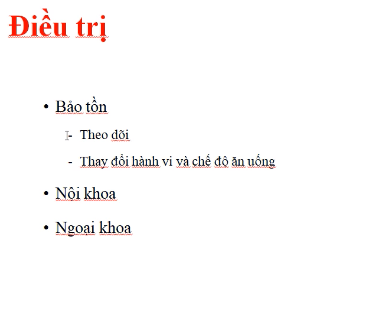 Điều trị
• Bảo tồn
- Theo dõi
- Thay đổi hành vi và chế độ ăn uống
• Nội khoa
• Ngoại khoa